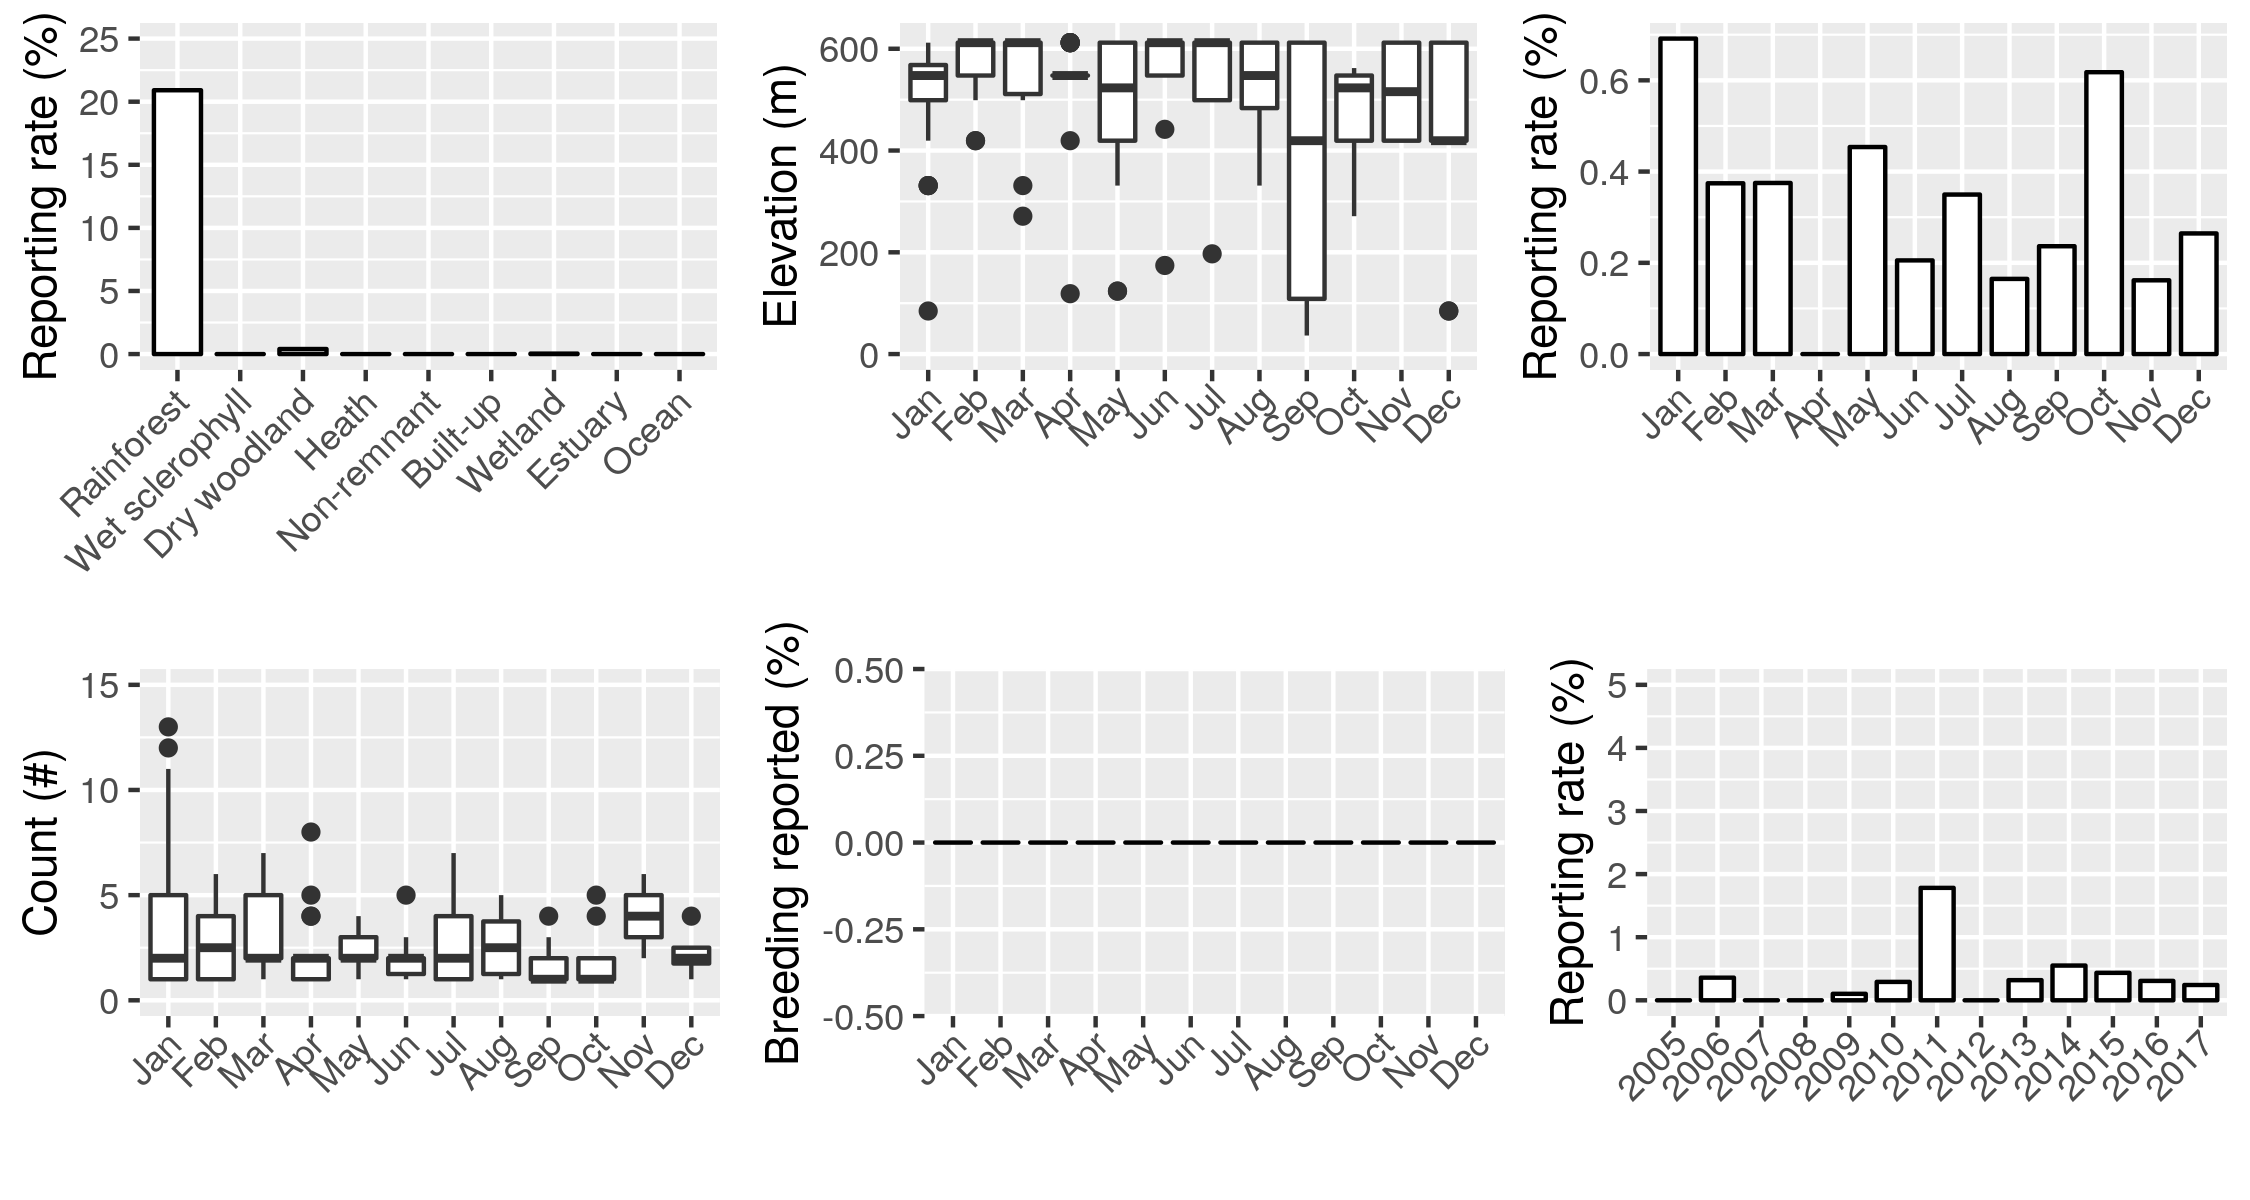 Reporting rate (%)
25
20
15
10
5
0
Rainforest
Wet sclerophyll
Dry woodland
Heath
Non-remnant
Built-up
Wetland
Estuary
Ocean
Elevation (m)
600
400
200
0
Jan
Feb
Mar
Apr
May
Jun
Jul
Aug
Sep
Oct
Nov
Dec
Reporting rate (%)
0.6
0.4
0.2
0.0
Jan
Feb
Mar
Apr
May
Jun
Jul
Aug
Sep
Oct
Nov
Dec
Count (#)
15
10
5
0
Jan
Feb
Mar
Apr
May
Jun
Jul
Aug
Sep
Oct
Nov
Dec
Breeding reported (%)
0.50
0.25
0.00
-0.25
-0.50
Jan
Feb
Mar
Apr
May
Jun
Jul
Aug
Sep
Oct
Nov
Dec
Reporting rate (%)
5
4
3
2
1
0
2005
2006
2007
2008
2009
2010
2011
2012
2013
2014
2015
2016
2017